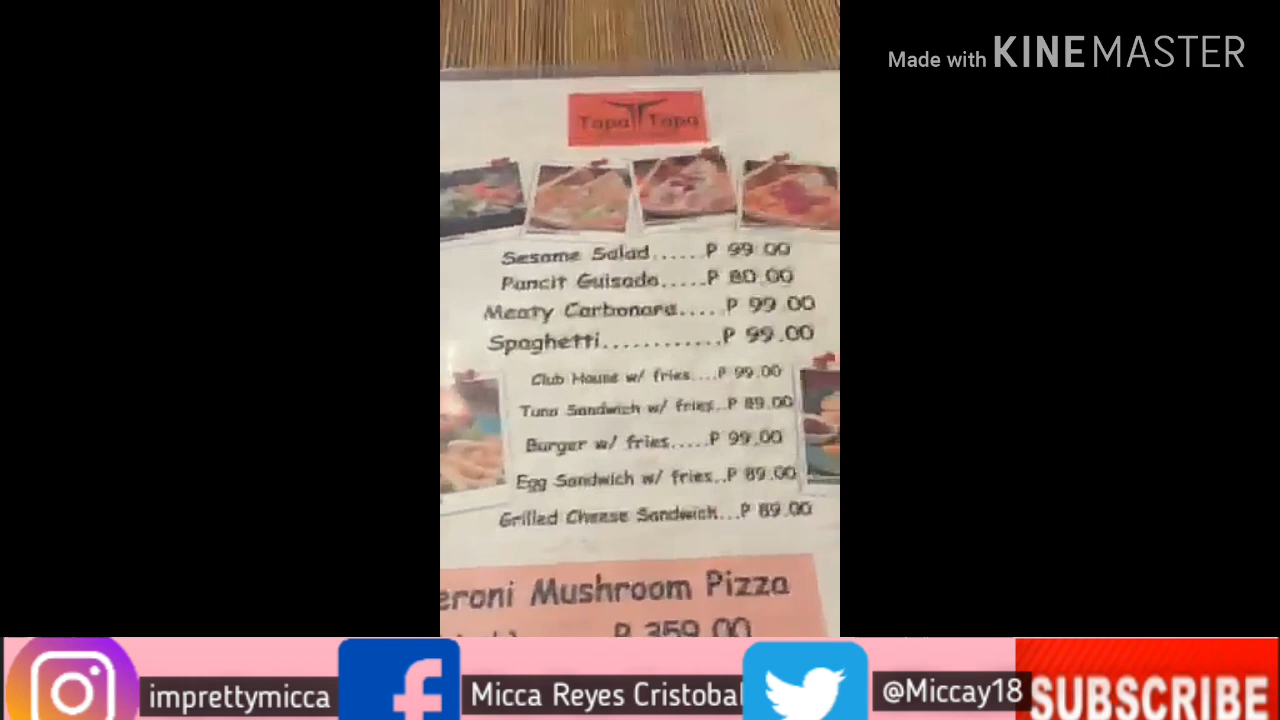 Made with KINEMASTER
Tapa Tapa
Sesame Salad......P 99.00
Pancit Guisado.....P 80.00
Meaty Carbonara.....P 99.00
Spaghetti............P 99.00
Club House w/ fries....P 99.00
Tuna Sandwich w/ fries..P 89.00
Burger w/ fries.....P 99.00
Egg Sandwich w/ fries..P 89.00
Grilled Cheese Sandwich...P 89.00
eroni Mushroom Pizza
P 359.00
imprettymicca
Micca Reyes Cristobal
@Miccay18
SUBSCRIBE